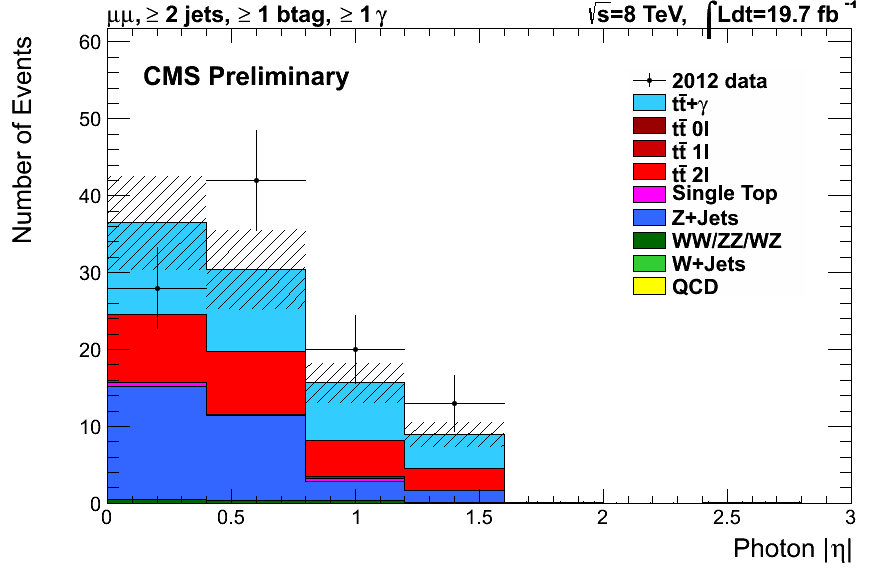 μμ, ≥ 2 jets, ≥ 1 btag, ≥ 1 γ
√s=8 TeV, ∫Ldt=19.7 fb⁻¹
CMS Preliminary
2012 data
tt̄+γ
tt̄ 0l
tt̄ 1l
tt̄ 2l
Single Top
Z+Jets
WW/ZZ/WZ
W+Jets
QCD
Number of Events
60
50
40
30
20
10
0
0 0.5 1 1.5 2 2.5 3
Photon |η|